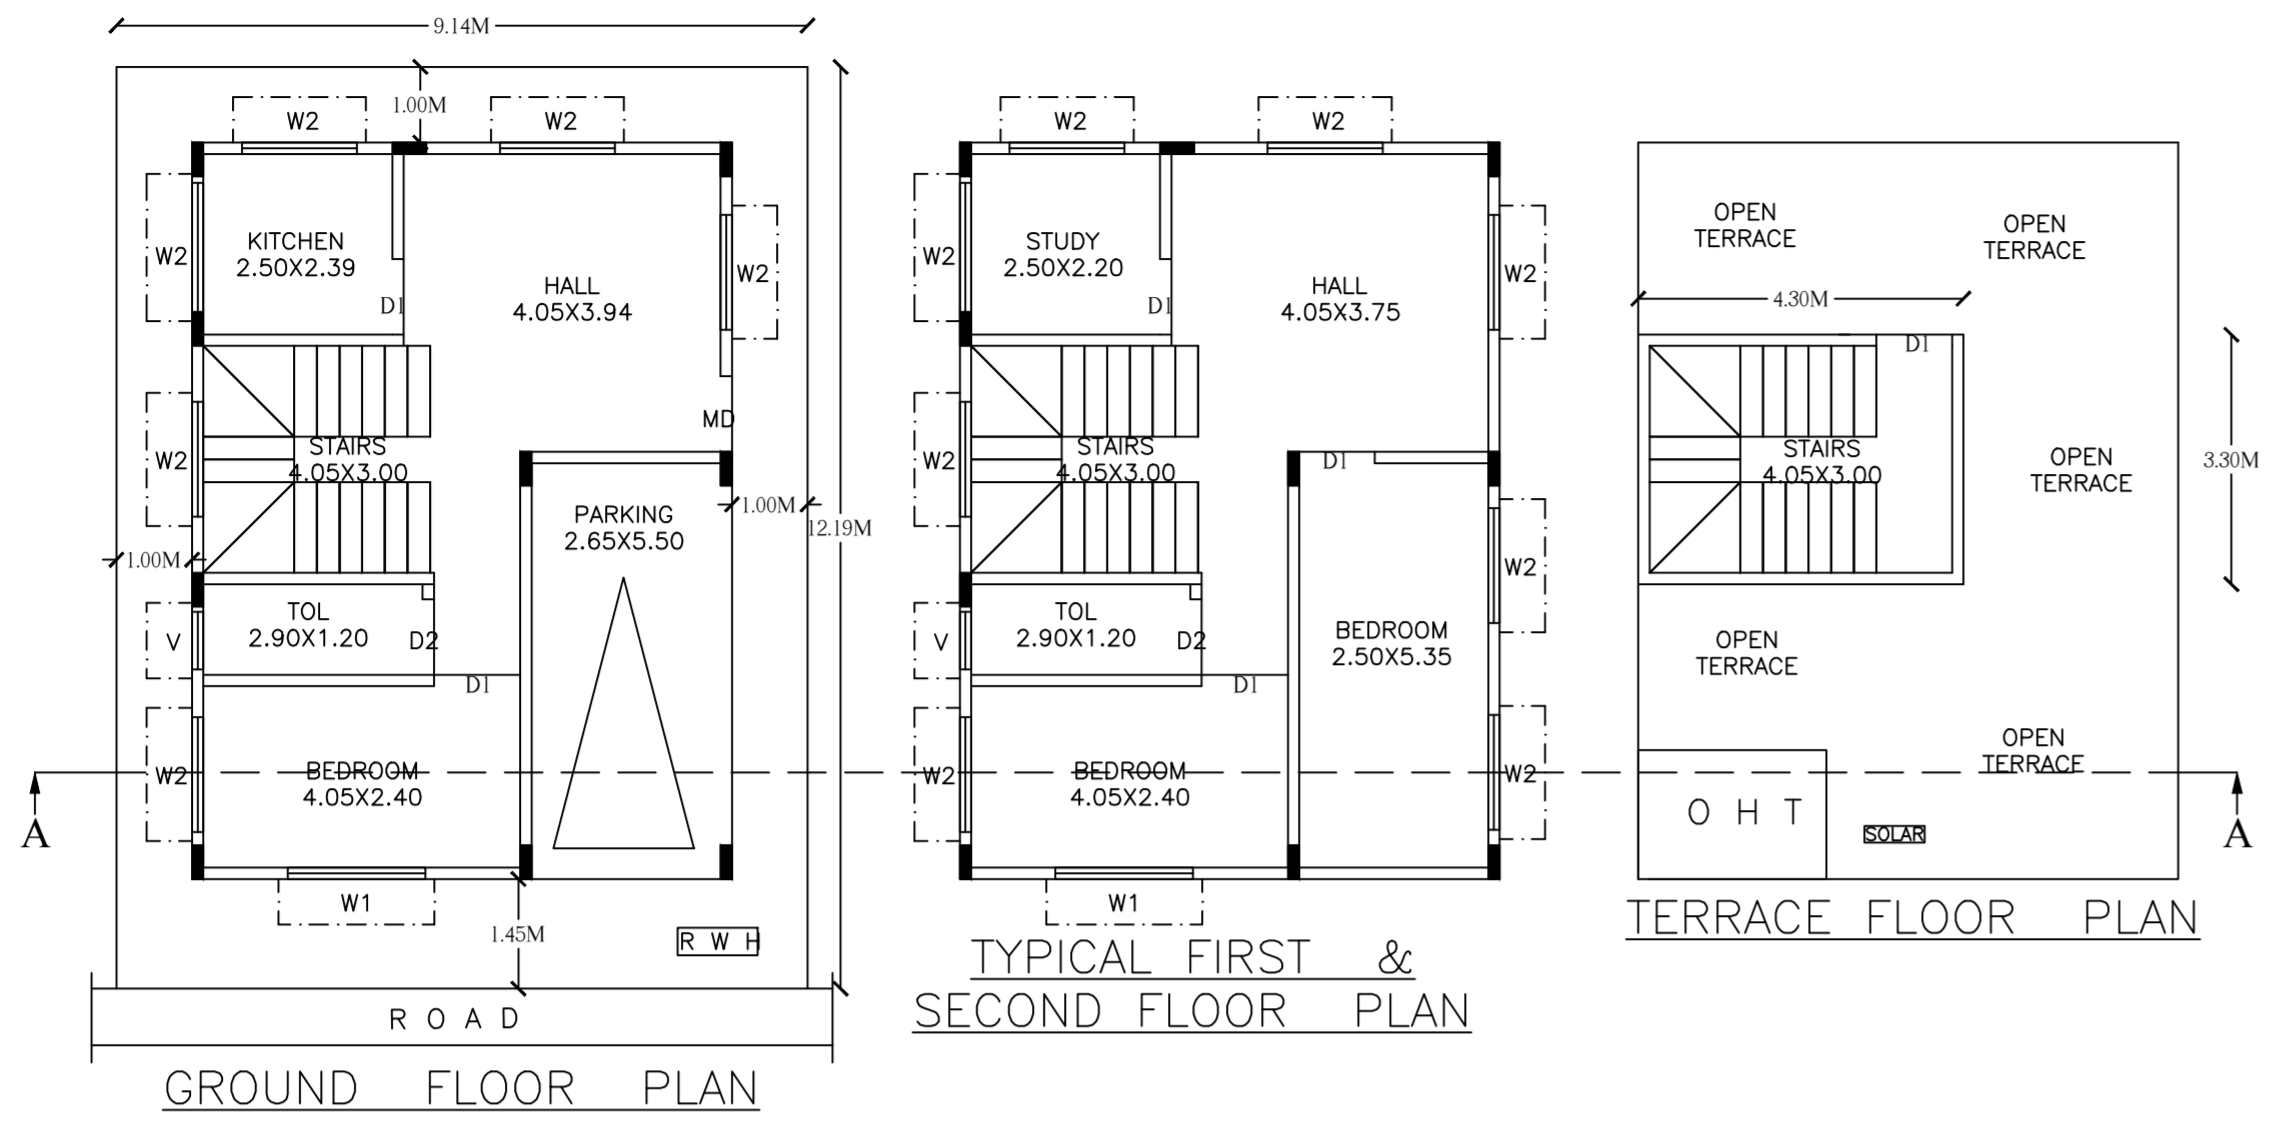 9.14M
1.00M
W2
W2
W2
KITCHEN
2.50X2.39
HALL
4.05X3.94
W2
D1
MD
W2
STAIRS
4.05X3.00
PARKING
2.65X5.50
1.00M
12.19M
1.00M
TOL
2.90X1.20
V
D2
D1
W2
BEDROOM
4.05X2.40
A
W1
1.45M
R W H
R O A D
GROUND FLOOR PLAN
W2
W2
W2
STUDY
2.50X2.20
HALL
4.05X3.75
W2
D1
W2
STAIRS
4.05X3.00
D1
W2
TOL
2.90X1.20
V
D2
BEDROOM
2.50X5.35
D1
W2
BEDROOM
4.05X2.40
W2
W1
TYPICAL FIRST &
SECOND FLOOR PLAN
OPEN
TERRACE
OPEN
TERRACE
4.30M
D1
STAIRS
4.05X3.00
OPEN
TERRACE
3.30M
OPEN
TERRACE
OPEN
TERRACE
O H T
SOLAR
A
TERRACE FLOOR PLAN